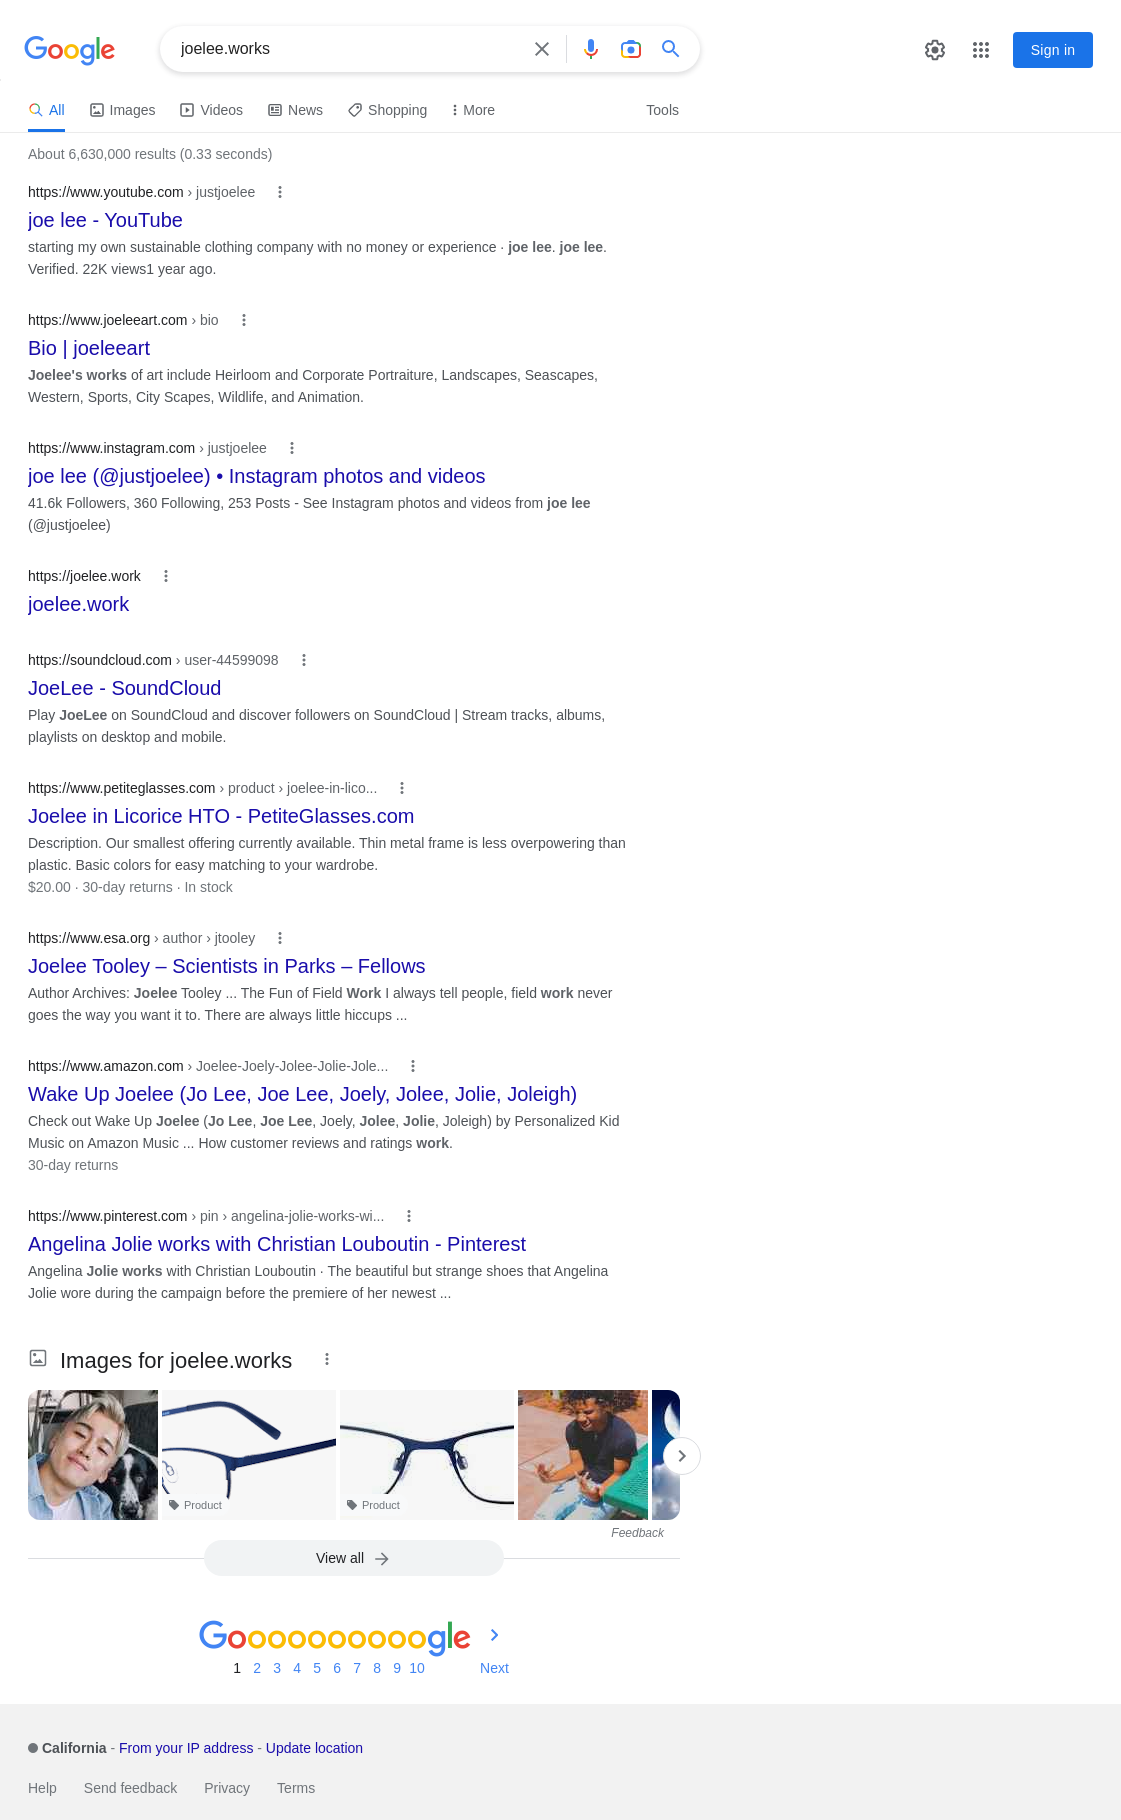 Google
joelee.works
Sign in
All
Images
Videos
News
Shopping
More
Tools
About 6,630,000 results (0.33 seconds)
https://www.youtube.com › justjoelee
joe lee - YouTube
starting my own sustainable clothing company with no money or experience · joe lee. joe lee.
Verified. 22K views1 year ago.
https://www.joeleeart.com › bio
Bio | joeleeart
Joelee's works of art include Heirloom and Corporate Portraiture, Landscapes, Seascapes,
Western, Sports, City Scapes, Wildlife, and Animation.
https://www.instagram.com › justjoelee
joe lee (@justjoelee) • Instagram photos and videos
41.6k Followers, 360 Following, 253 Posts - See Instagram photos and videos from joe lee
(@justjoelee)
https://joelee.work
joelee.work
https://soundcloud.com › user-44599098
JoeLee - SoundCloud
Play JoeLee on SoundCloud and discover followers on SoundCloud | Stream tracks, albums,
playlists on desktop and mobile.
https://www.petiteglasses.com › product › joelee-in-lico...
Joelee in Licorice HTO - PetiteGlasses.com
Description. Our smallest offering currently available. Thin metal frame is less overpowering than
plastic. Basic colors for easy matching to your wardrobe.
$20.00 · 30-day returns · In stock
https://www.esa.org › author › jtooley
Joelee Tooley – Scientists in Parks – Fellows
Author Archives: Joelee Tooley ... The Fun of Field Work I always tell people, field work never
goes the way you want it to. There are always little hiccups ...
https://www.amazon.com › Joelee-Joely-Jolee-Jolie-Jole...
Wake Up Joelee (Jo Lee, Joe Lee, Joely, Jolee, Jolie, Joleigh)
Check out Wake Up Joelee (Jo Lee, Joe Lee, Joely, Jolee, Jolie, Joleigh) by Personalized Kid
Music on Amazon Music ... How customer reviews and ratings work.
30-day returns
https://www.pinterest.com › pin › angelina-jolie-works-wi...
Angelina Jolie works with Christian Louboutin - Pinterest
Angelina Jolie works with Christian Louboutin · The beautiful but strange shoes that Angelina
Jolie wore during the campaign before the premiere of her newest ...
Images for joelee.works
Product
Product
Feedback
View all
Goooooooooogle
1 2 3 4 5 6 7 8 9 10 Next
California - From your IP address - Update location
Help Send feedback Privacy Terms